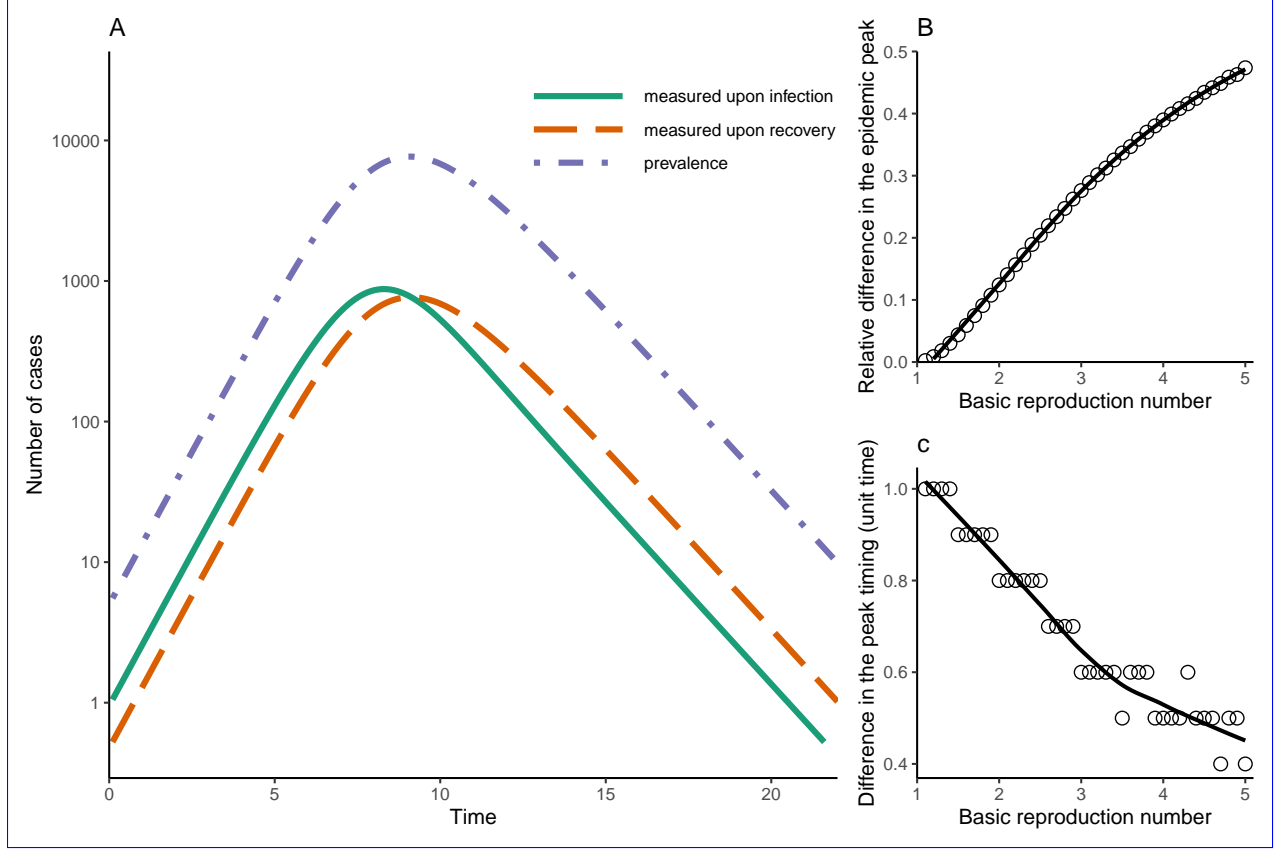 A
Number of cases
10000
1000
100
10
1
0
5
10
15
20
Time
measured upon infection
measured upon recovery
prevalence
B
Relative difference in the epidemic peak
0.5
0.4
0.3
0.2
0.1
0.0
1
2
3
4
5
Basic reproduction number
c
Difference in the peak timing (unit time)
1.0
0.8
0.6
0.4
1
2
3
4
5
Basic reproduction number